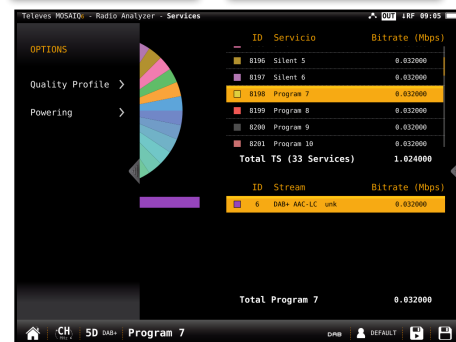 Televes MOSAIQ6 - Radio Analyzer - Services
OUT ↓RF 09:05
OPTIONS
Quality Profile >
Powering >
ID Servicio Bitrate (Mbps)
8196 Silent 5 0.032000
8197 Silent 6 0.032000
8198 Program 7 0.032000
8199 Program 8 0.032000
8200 Program 9 0.032000
8201 Program 10 0.032000
Total TS (33 Services) 1.024000
ID Stream Bitrate (Mbps)
6 DAB+ AAC-LC unk 0.032000
Total Program 7 0.032000
CH 5D DAB+ Program 7
DAB DEFAULT